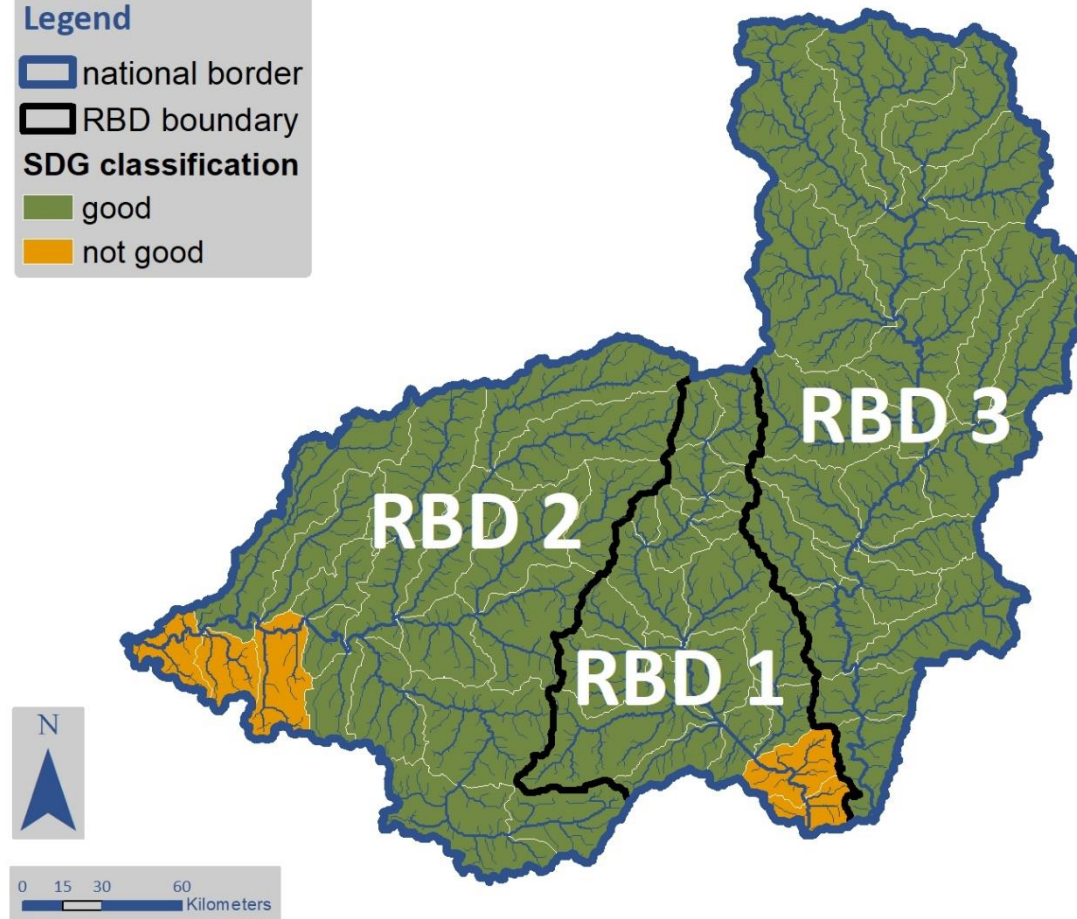 Legend
national border
RBD boundary
SDG classification
good
not good
RBD 3
RBD 2
RBD 1
N
0 15 30 60
Kilometers